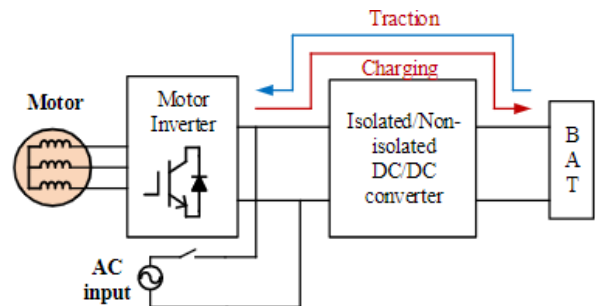 Traction
Charging
Motor
Motor
Inverter
Isolated/Non-
isolated
DC/DC
converter
B
A
T
AC
input